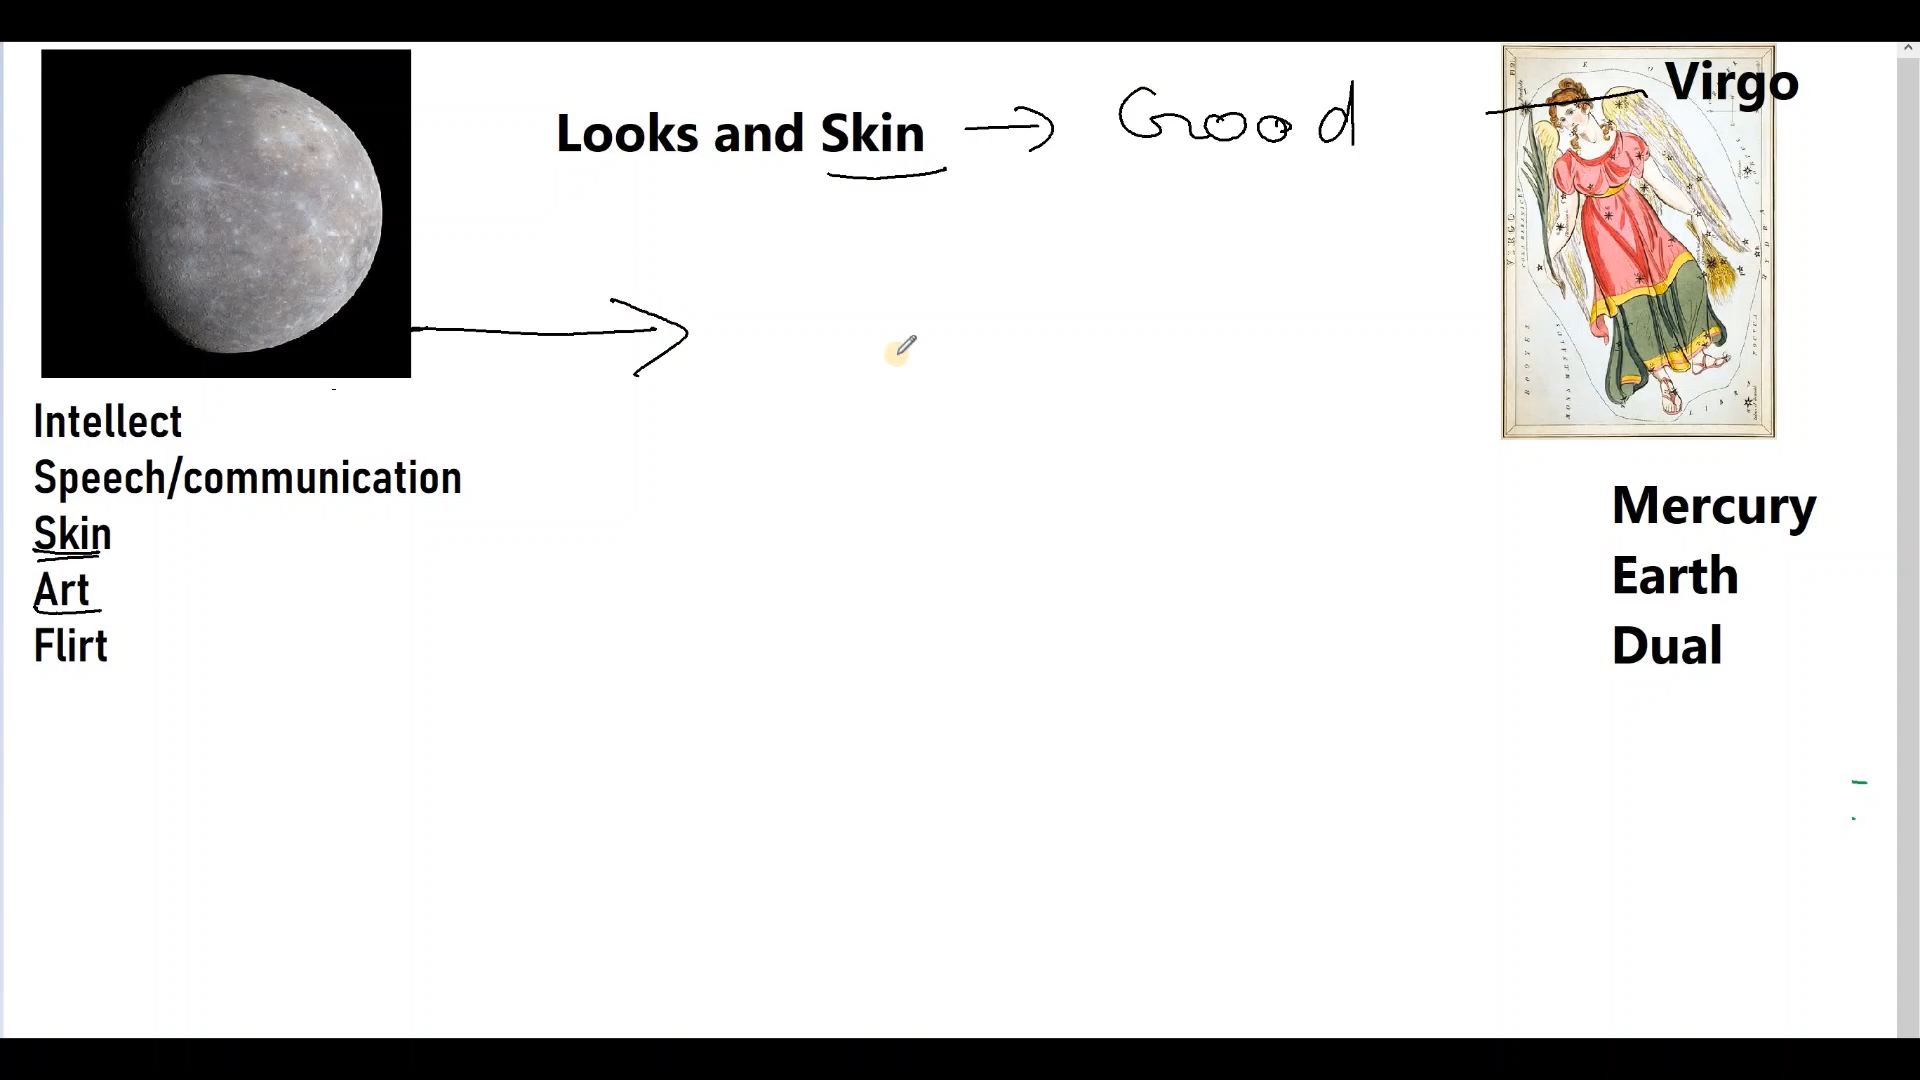 Looks and Skin
Good
Virgo
Intellect
Speech/communication
Skin
Art
Flirt
Mercury
Earth
Dual